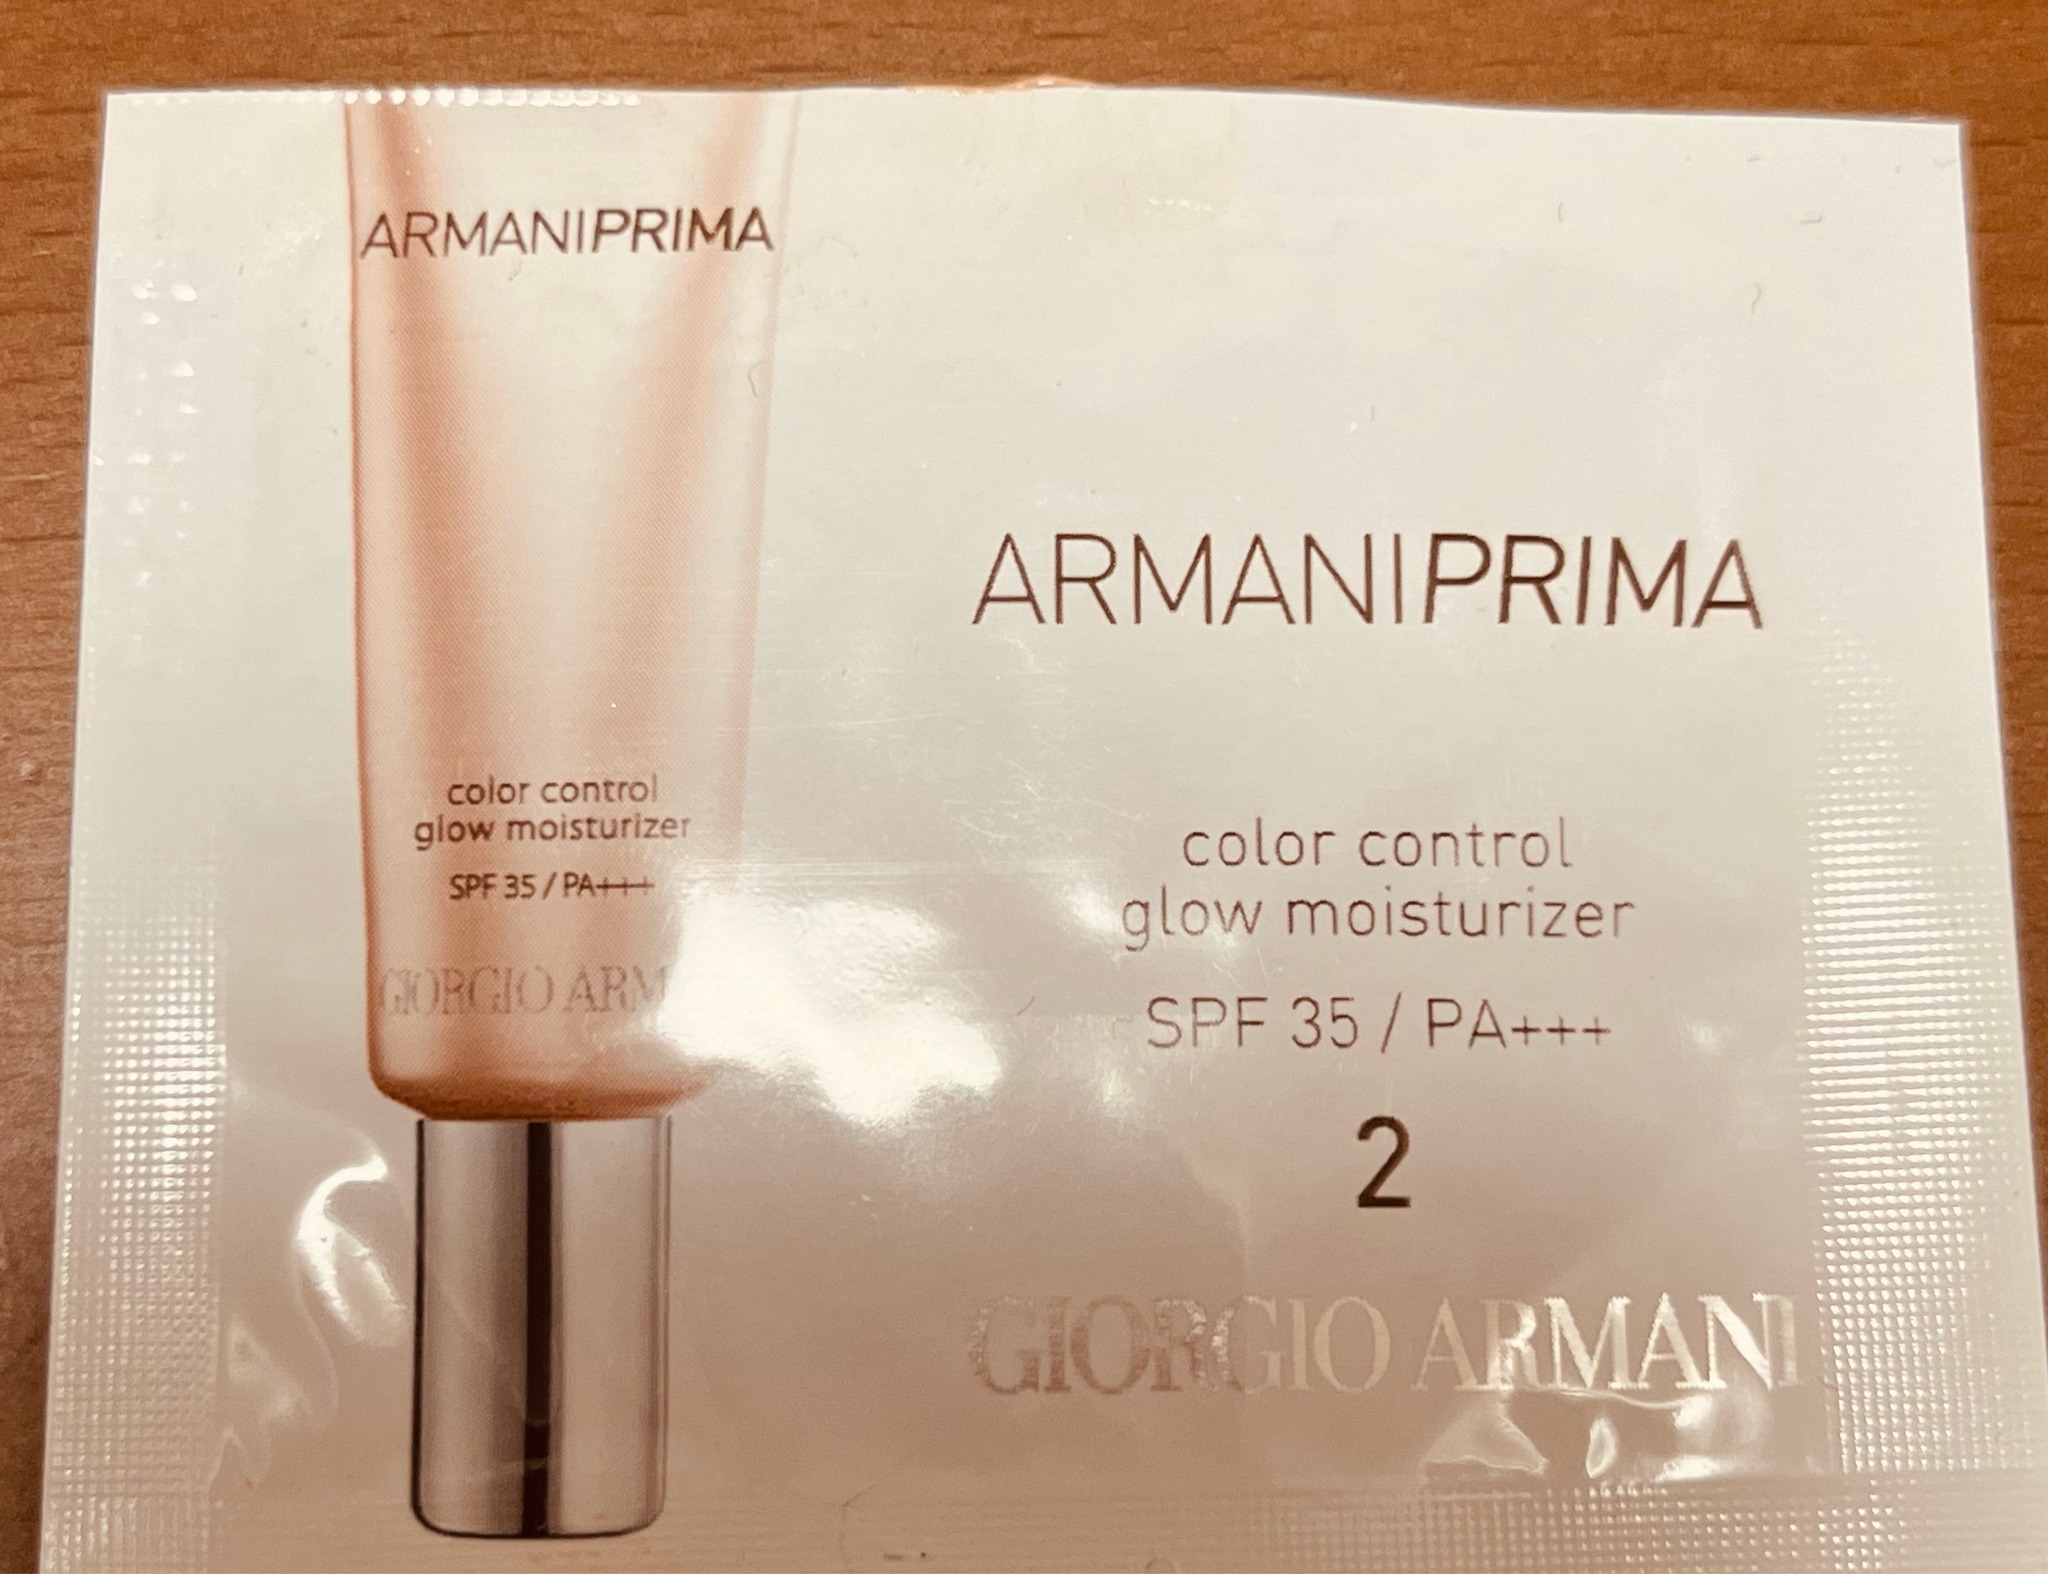 ARMANIPRIMA
color control
glow moisturizer
SPF 35 / PA+++
GIORGIO
ARMANIPRIMA
color control
glow moisturizer
SPF 35 / PA+++
2
GIORGIO ARMANI